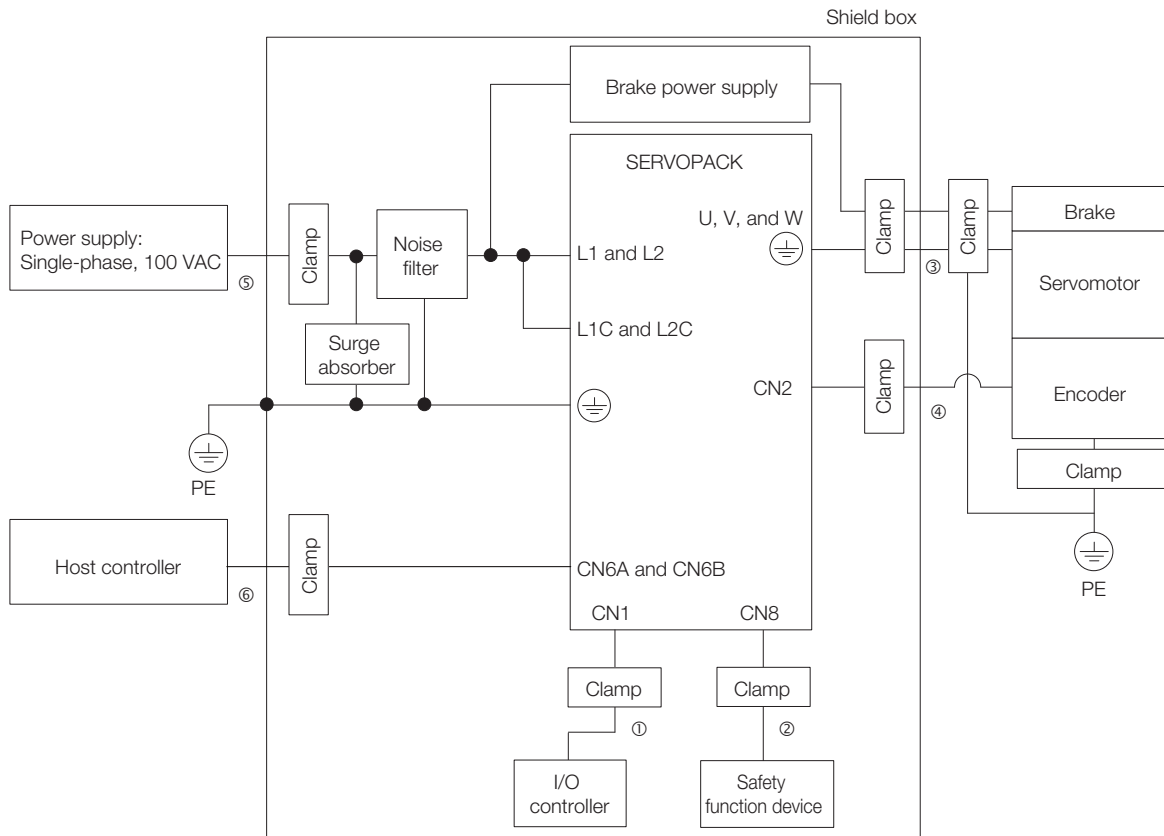 Shield box
Brake power supply
SERVOPACK
U, V, and W
Clamp
Clamp
Brake
Power supply:
Single-phase, 100 VAC
Clamp
Noise
filter
L1 and L2
⑤
③
Servomotor
L1C and L2C
Surge
absorber
CN2
Clamp
Encoder
④
PE
Clamp
Host controller
Clamp
CN6A and CN6B
⑥
PE
CN1
CN8
Clamp
Clamp
①
②
I/O
controller
Safety
function device